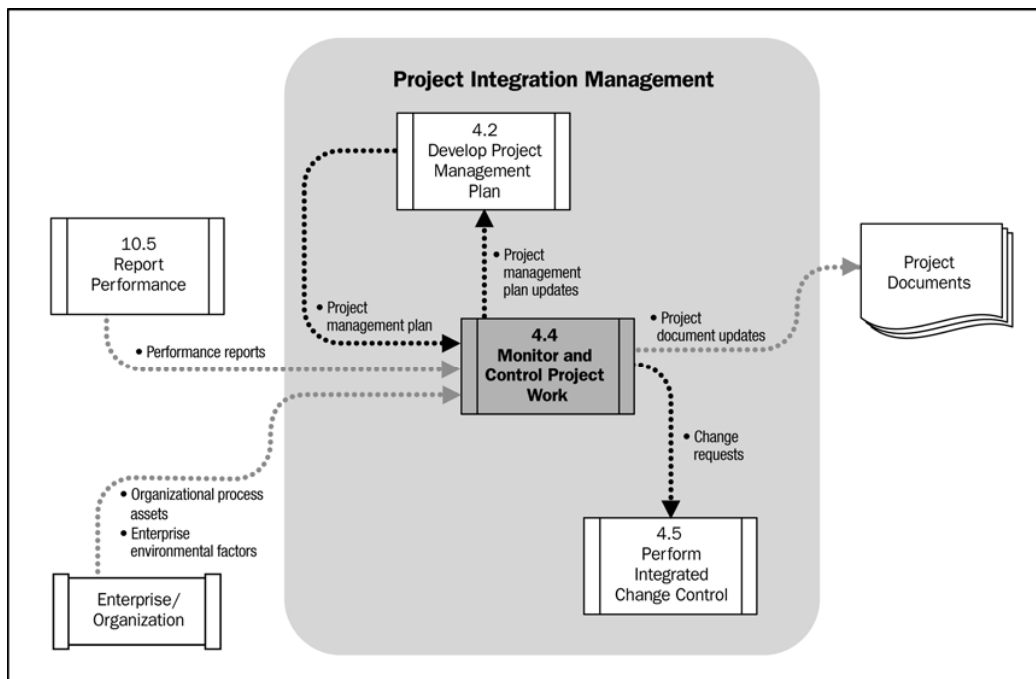 Project Integration Management
4.2
Develop Project
Management
Plan
10.5
Report
Performance
• Project
management
plan updates
Project
Documents
• Project
management plan
• Project
document updates
4.4
Monitor and
Control Project
Work
• Performance reports
• Change
requests
• Organizational process
assets
• Enterprise
environmental factors
4.5
Perform
Integrated
Change Control
Enterprise/
Organization